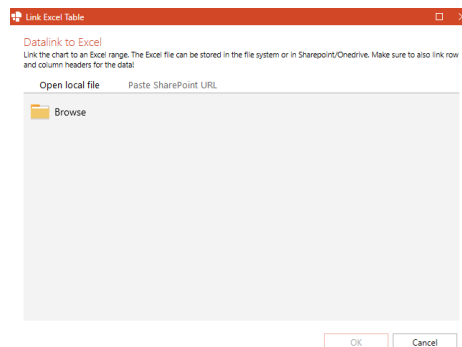 Link Excel Table
Datalink to Excel
Link the chart to an Excel range. The Excel file can be stored in the file system or in Sharepoint/Onedrive. Make sure to also link row
and column headers for the data!
Open local file Paste SharePoint URL
Browse
OK Cancel